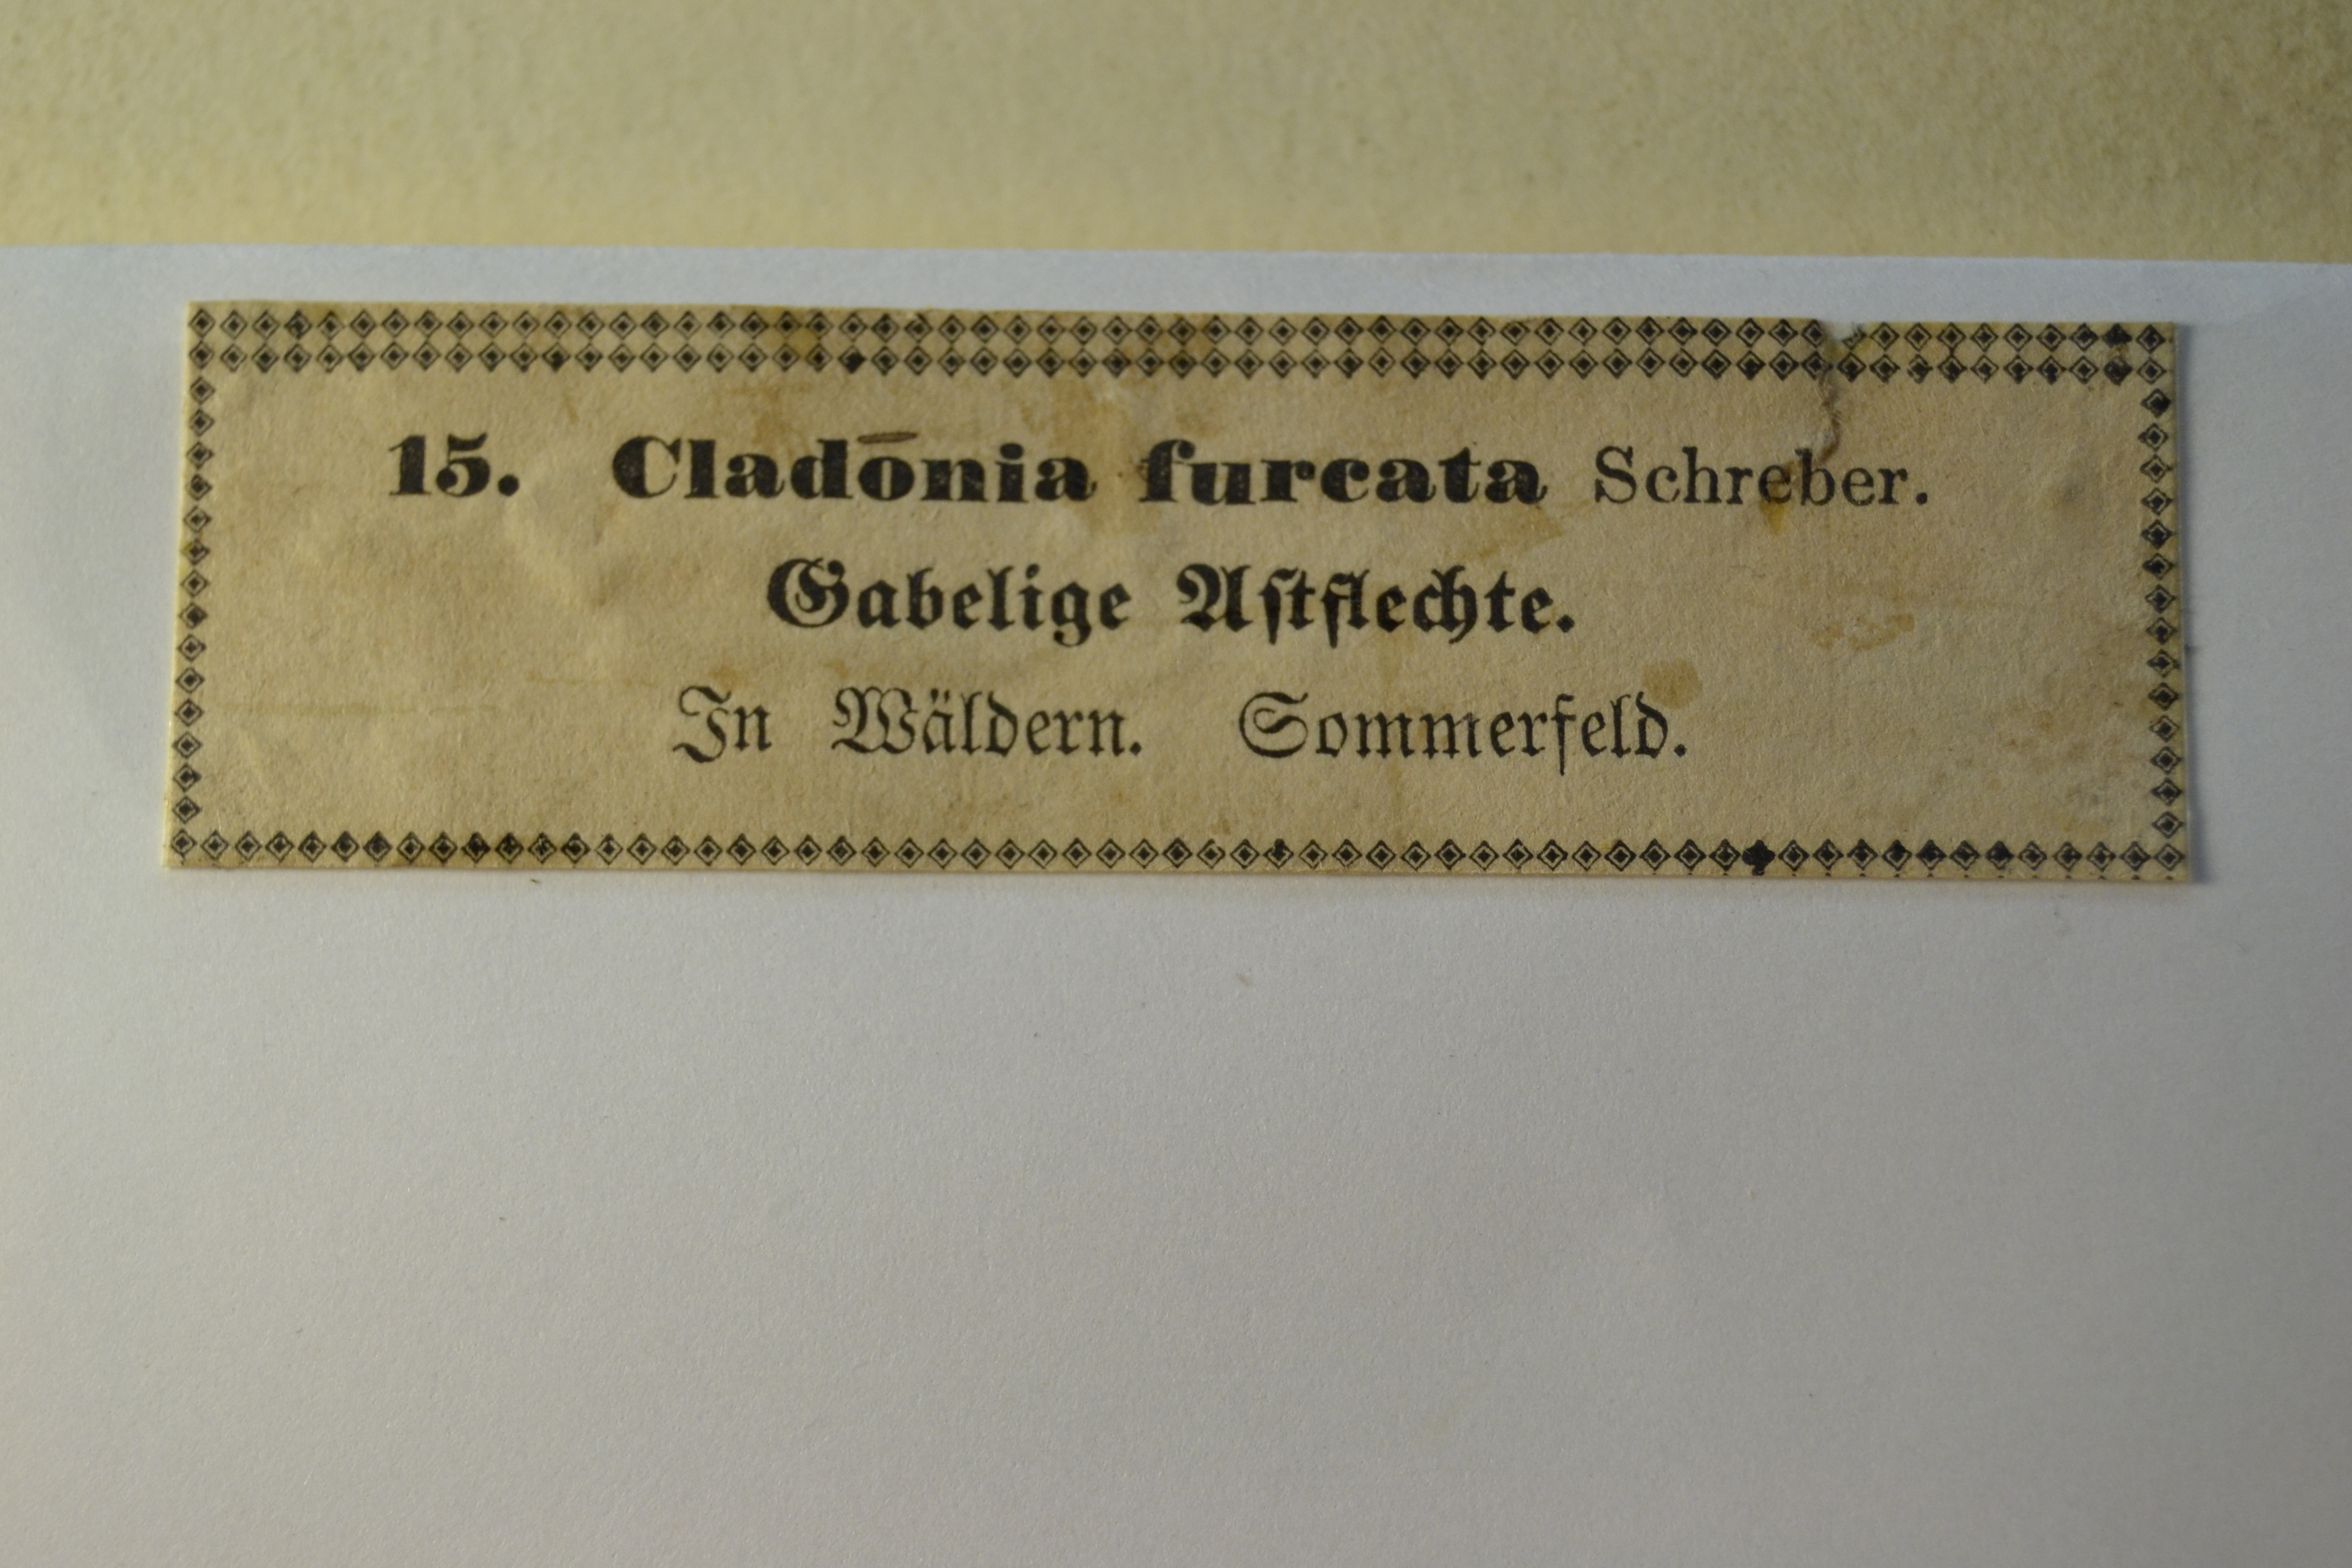 15. Cladōnia furcata Schreber.
Gabelige Aſtflechte.
In Wäldern. Sommerfeld.